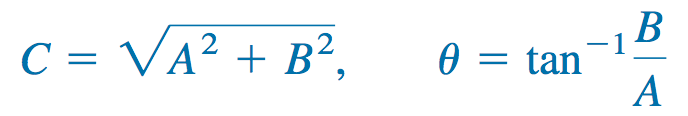 C = √(A² + B²), θ = tan⁻¹ B/A